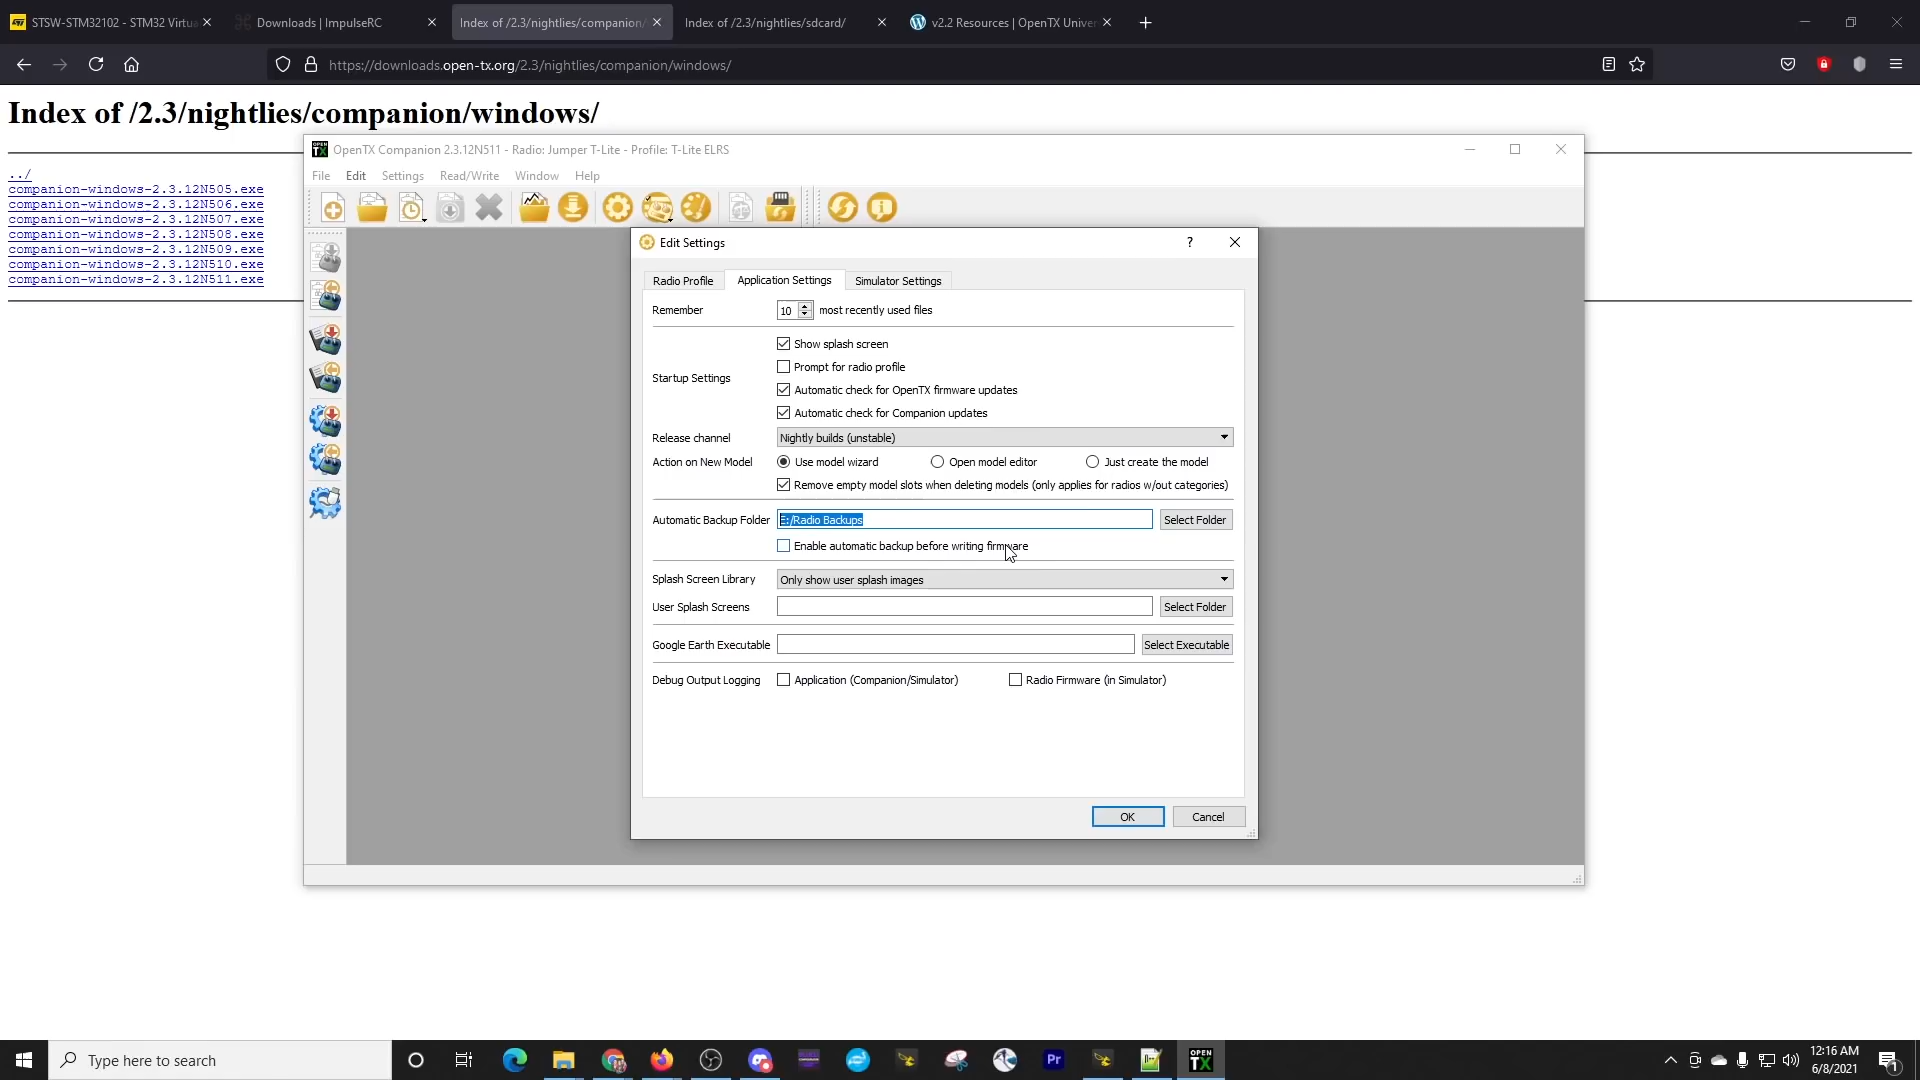 STSW-STM32102 - STM32 Virtu
Downloads | ImpulseRC
Index of /2.3/nightlies/companion/
Index of /2.3/nightlies/sdcard/
v2.2 Resources | OpenTX Univer
https://downloads.open-tx.org/2.3/nightlies/companion/windows/
Index of /2.3/nightlies/companion/windows/
../
companion-windows-2.3.12N505.exe
companion-windows-2.3.12N506.exe
companion-windows-2.3.12N507.exe
companion-windows-2.3.12N508.exe
companion-windows-2.3.12N509.exe
companion-windows-2.3.12N510.exe
companion-windows-2.3.12N511.exe
OPEN TX
OpenTX Companion 2.3.12N511 - Radio: Jumper T-Lite - Profile: T-Lite ELRS
File Edit Settings Read/Write Window Help
Edit Settings
?
Radio Profile
Application Settings
Simulator Settings
Remember 10 most recently used files
Startup Settings
Show splash screen
Prompt for radio profile
Automatic check for OpenTX firmware updates
Automatic check for Companion updates
Release channel Nightly builds (unstable)
Action on New Model Use model wizard Open model editor Just create the model
Remove empty model slots when deleting models (only applies for radios w/out categories)
Automatic Backup Folder E:/Radio Backups Select Folder
Enable automatic backup before writing firmware
Splash Screen Library Only show user splash images
User Splash Screens Select Folder
Google Earth Executable Select Executable
Debug Output Logging Application (Companion/Simulator) Radio Firmware (in Simulator)
OK Cancel
Type here to search
Pr
OPEN TX
12:16 AM
6/8/2021
1